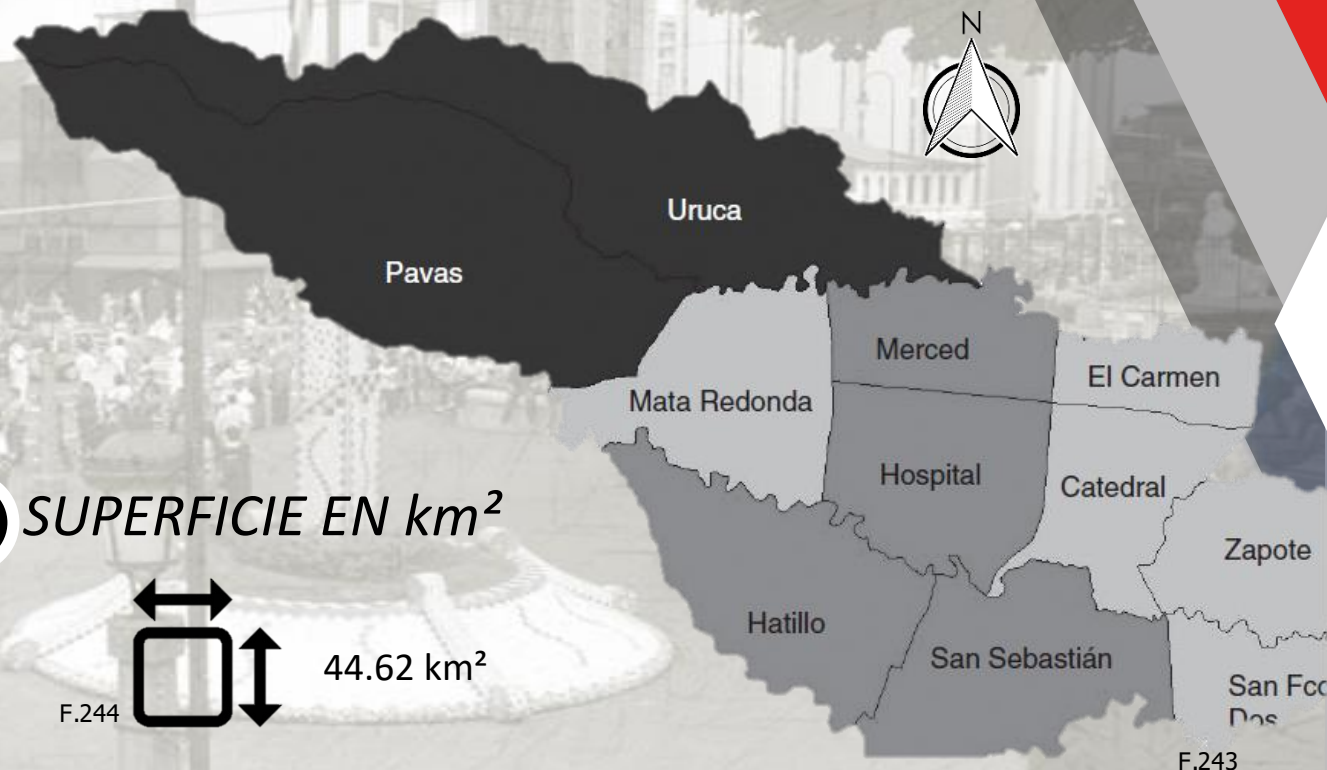 N
Uruca
Pavas
Merced
El Carmen
Mata Redonda
Hospital
Catedral
SUPERFICIE EN km²
Zapote
Hatillo
44.62 km²
San Sebastián
San Fco
Dos
F.244
F.243